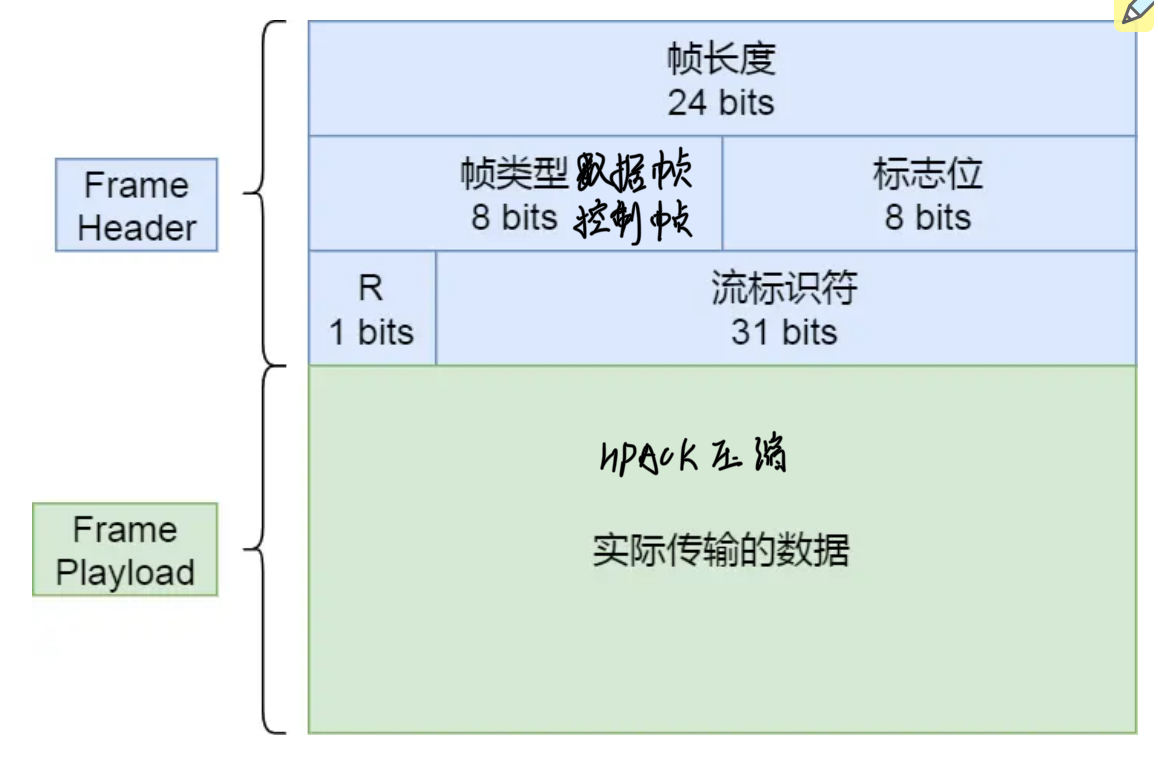 帧长度
24 bits
Frame
Header
帧类型 数据帧
8 bits 控制帧
标志位
8 bits
R
1 bits
流标识符
31 bits
HPACK 压缩
实际传输的数据
Frame
Playload